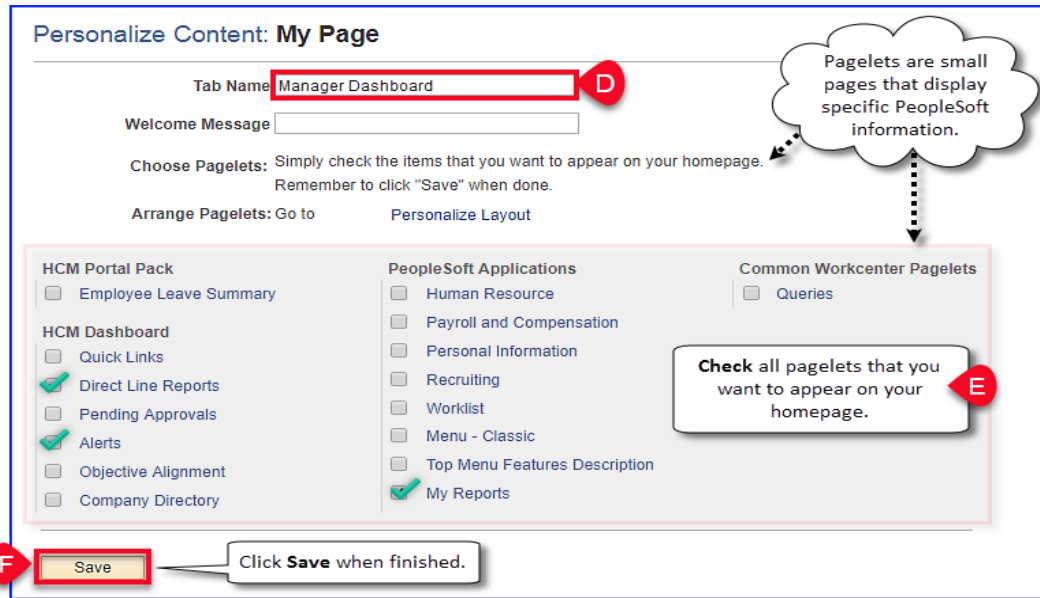 Personalize Content: My Page
Pagelets are small
pages that display
specific PeopleSoft
information.
Tab Name Manager Dashboard
D
Welcome Message
Choose Pagelets: Simply check the items that you want to appear on your homepage.
Remember to click "Save" when done.
Arrange Pagelets: Go to Personalize Layout
HCM Portal Pack
Employee Leave Summary
HCM Dashboard
Quick Links
Direct Line Reports
Pending Approvals
Alerts
Objective Alignment
Company Directory
PeopleSoft Applications
Human Resource
Payroll and Compensation
Personal Information
Recruiting
Worklist
Menu - Classic
Top Menu Features Description
My Reports
Common Workcenter Pagelets
Queries
Check all pagelets that you
want to appear on your
homepage.
E
F
Save
Click Save when finished.